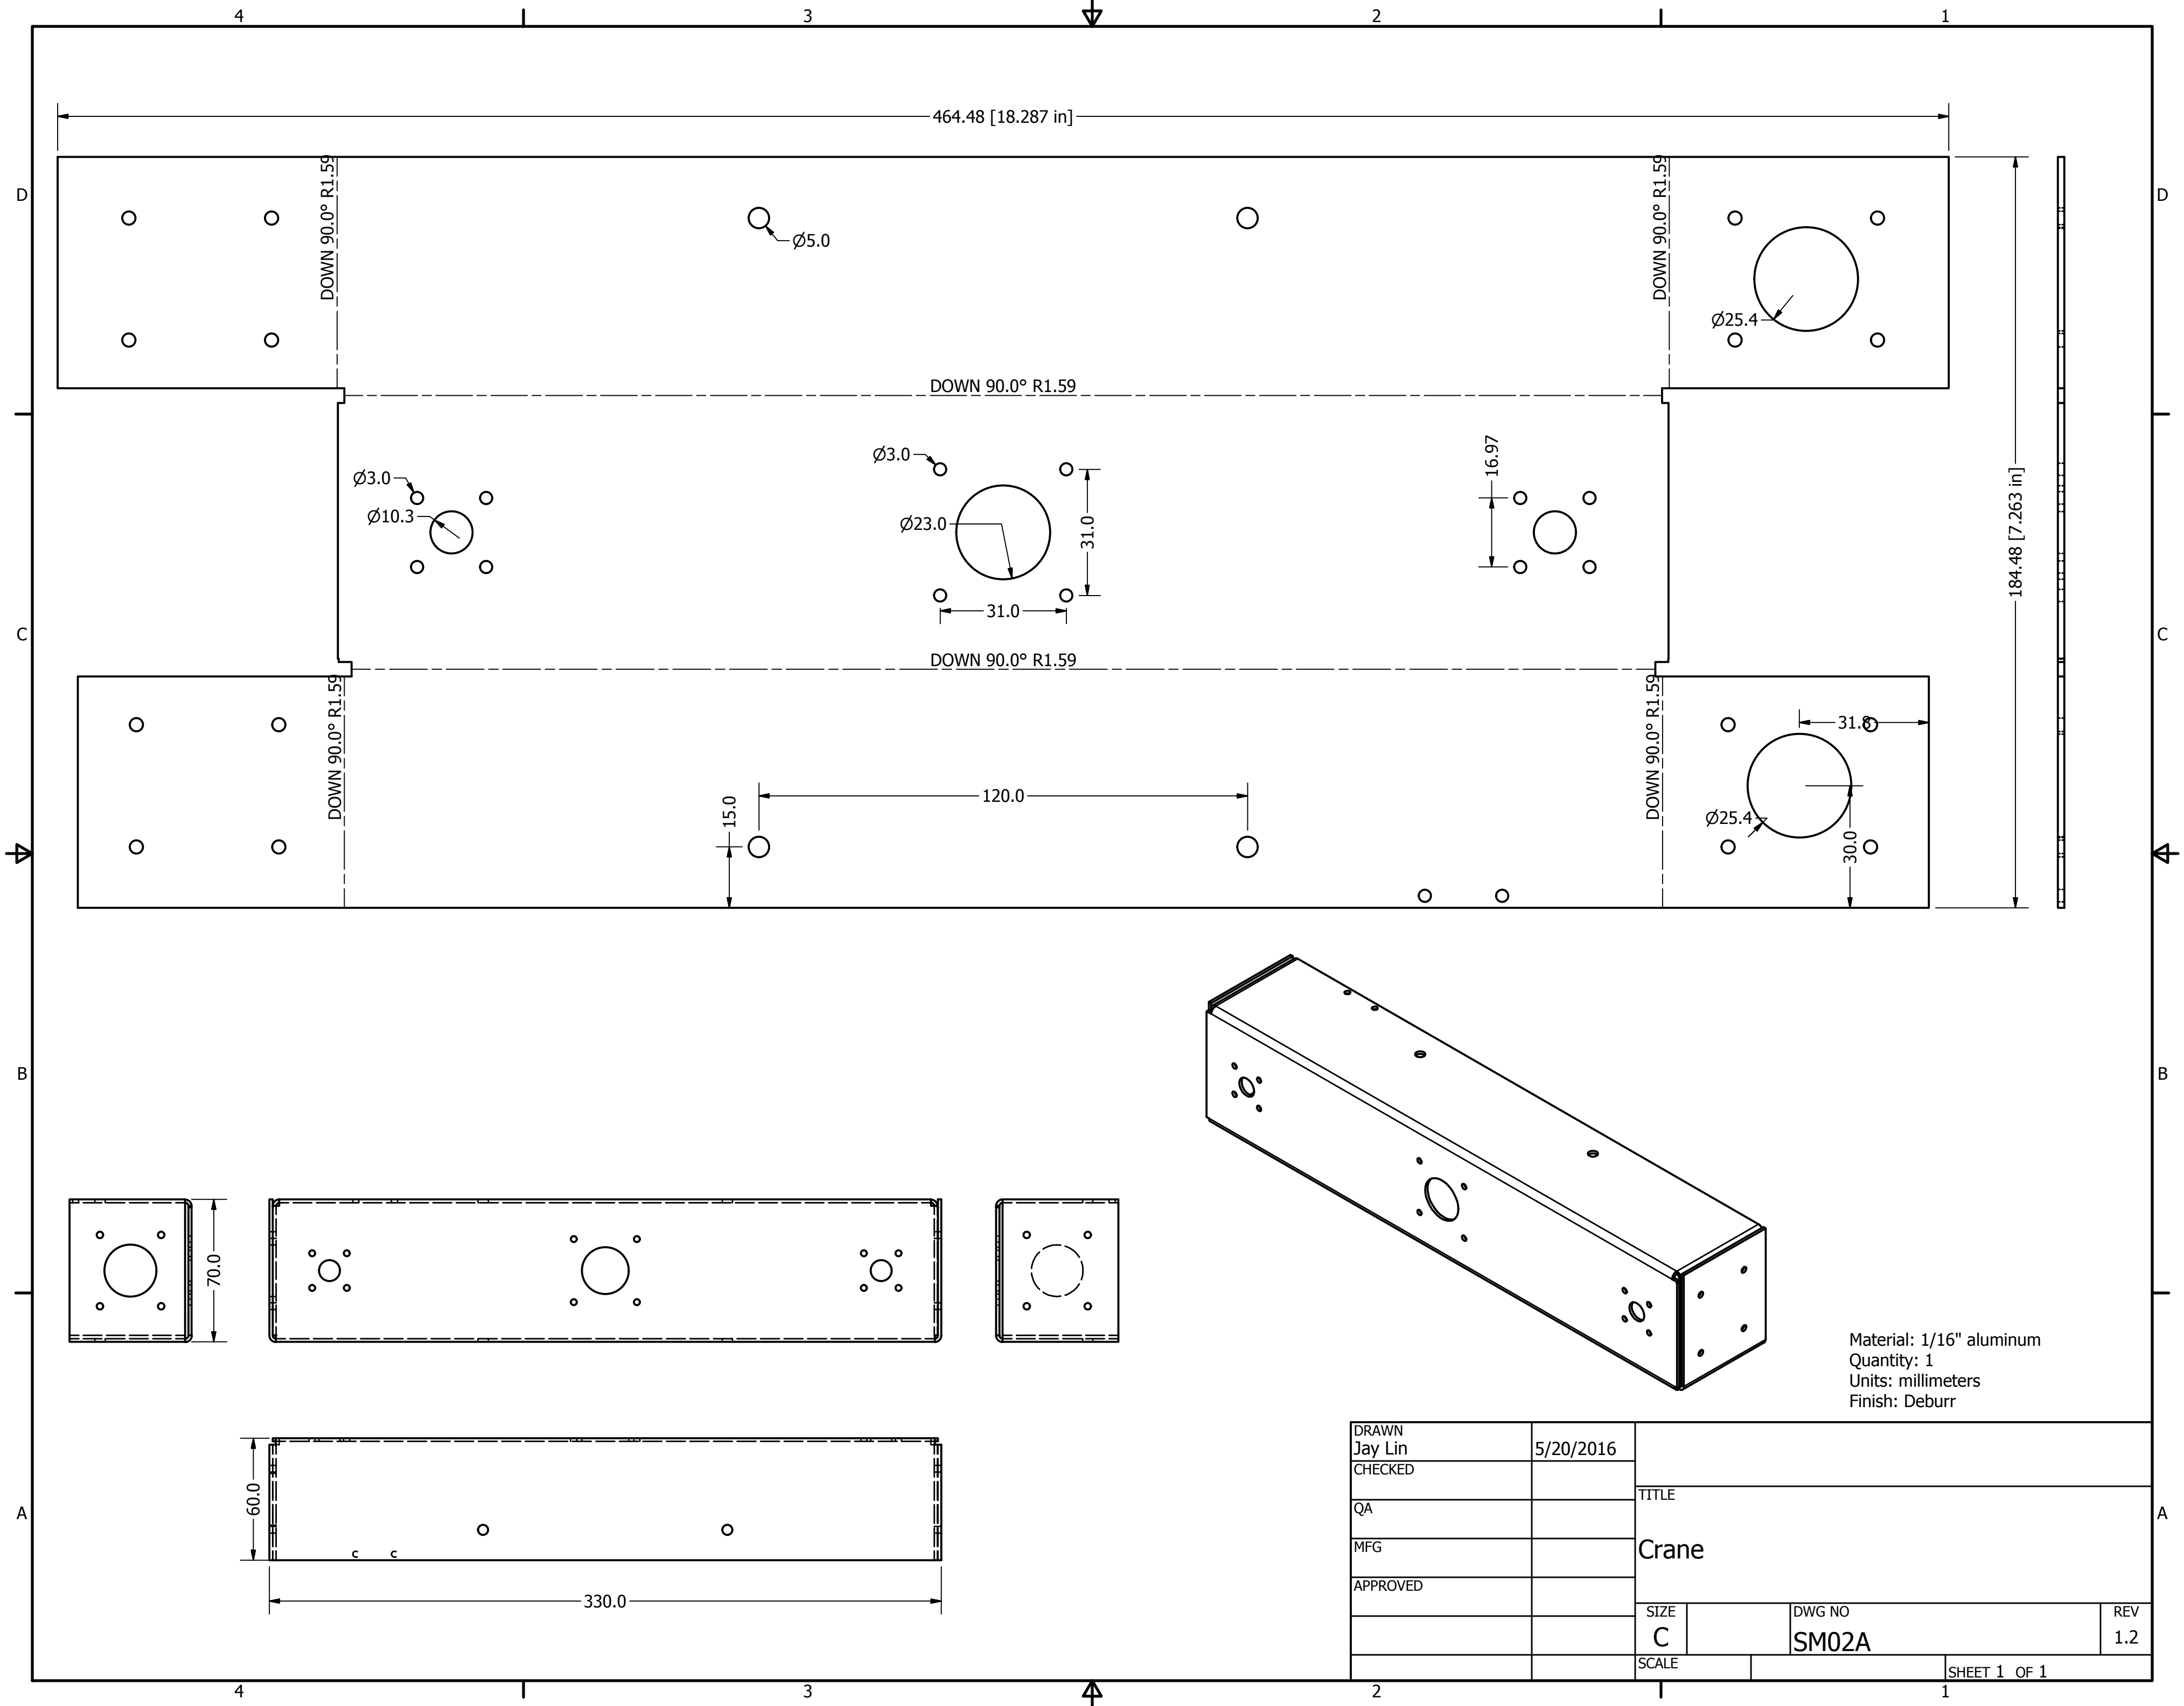 4 3 2 1
464.48 [18.287 in]
D
D
DOWN 90.0° R1.59
DOWN 90.0° R1.59
Ø5.0
Ø25.4
DOWN 90.0° R1.59
Ø3.0
Ø3.0
16.97
Ø10.3
Ø23.0
31.0
31.0
184.48 [7.263 in]
C
C
DOWN 90.0° R1.59
DOWN 90.0° R1.59
DOWN 90.0° R1.59
31.8
120.0
15.0
Ø25.4
30.0
B
B
70.0
Material: 1/16" aluminum
Quantity: 1
Units: millimeters
Finish: Deburr
A
A
60.0
330.0
DRAWN
Jay Lin 5/20/2016
CHECKED
QA
MFG
APPROVED
TITLE
Crane
SIZE
C
DWG NO
SM02A
REV
1.2
SCALE
SHEET 1 OF 1
4 3 2 1